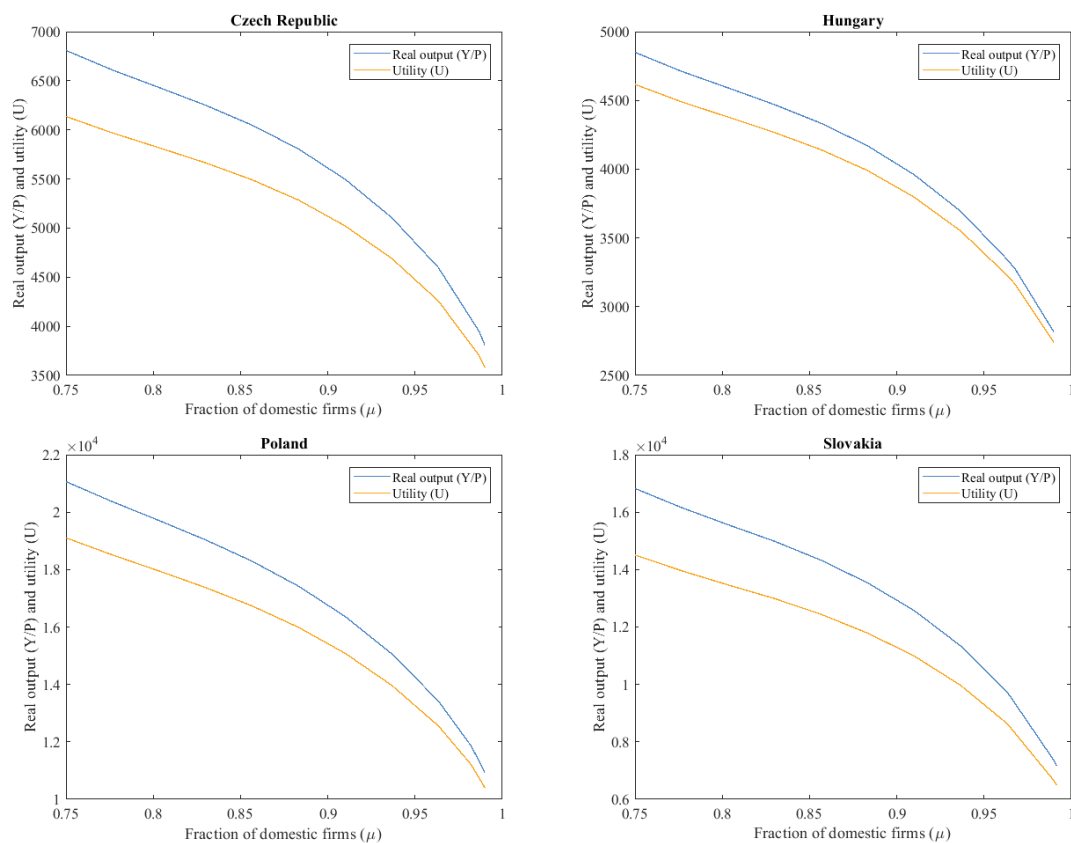 Czech Republic
7000
6500
6000
5500
5000
4500
4000
3500
0.75
0.8
0.85
0.9
0.95
1
Real output (Y/P) and utility (U)
Fraction of domestic firms (μ)
Real output (Y/P)
Utility (U)
Hungary
5000
4500
4000
3500
3000
2500
0.75
0.8
0.85
0.9
0.95
1
Real output (Y/P) and utility (U)
Fraction of domestic firms (μ)
Real output (Y/P)
Utility (U)
Poland
×10⁴
2.2
2
1.8
1.6
1.4
1.2
1
0.75
0.8
0.85
0.9
0.95
1
Real output (Y/P) and utility (U)
Fraction of domestic firms (μ)
Real output (Y/P)
Utility (U)
Slovakia
×10⁴
1.8
1.6
1.4
1.2
1
0.8
0.6
0.75
0.8
0.85
0.9
0.95
1
Real output (Y/P) and utility (U)
Fraction of domestic firms (μ)
Real output (Y/P)
Utility (U)